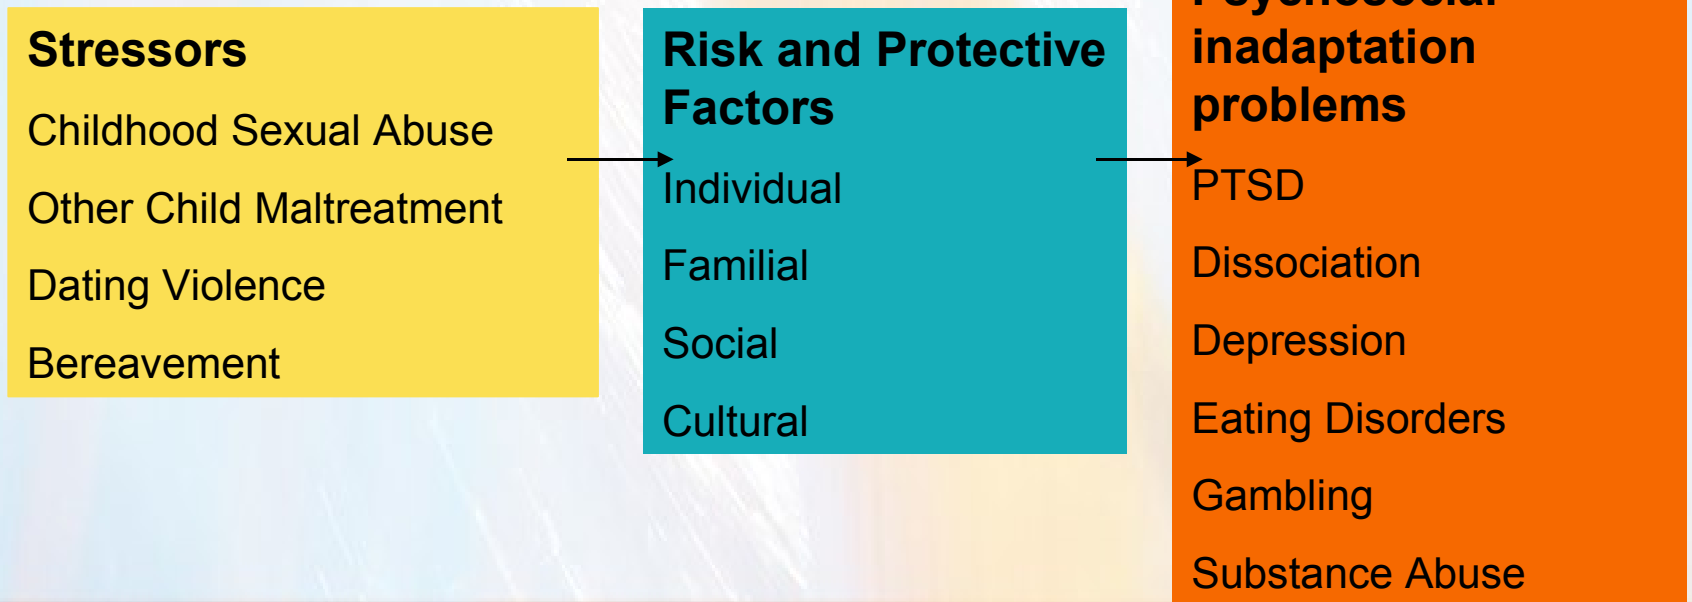 Stressors
Childhood Sexual Abuse
Other Child Maltreatment
Dating Violence
Bereavement
Risk and Protective
Factors
Individual
Familial
Social
Cultural
Psychosocial
inadaptation
problems
PTSD
Dissociation
Depression
Eating Disorders
Gambling
Substance Abuse